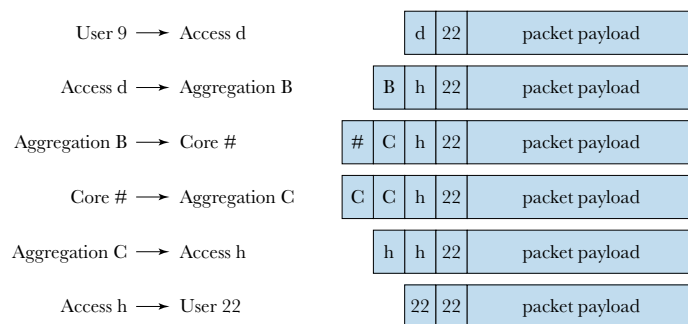 User 9 → Access d d 22 packet payload
Access d → Aggregation B B h 22 packet payload
Aggregation B → Core # # C h 22 packet payload
Core # → Aggregation C C C h 22 packet payload
Aggregation C → Access h h h 22 packet payload
Access h → User 22 22 22 packet payload